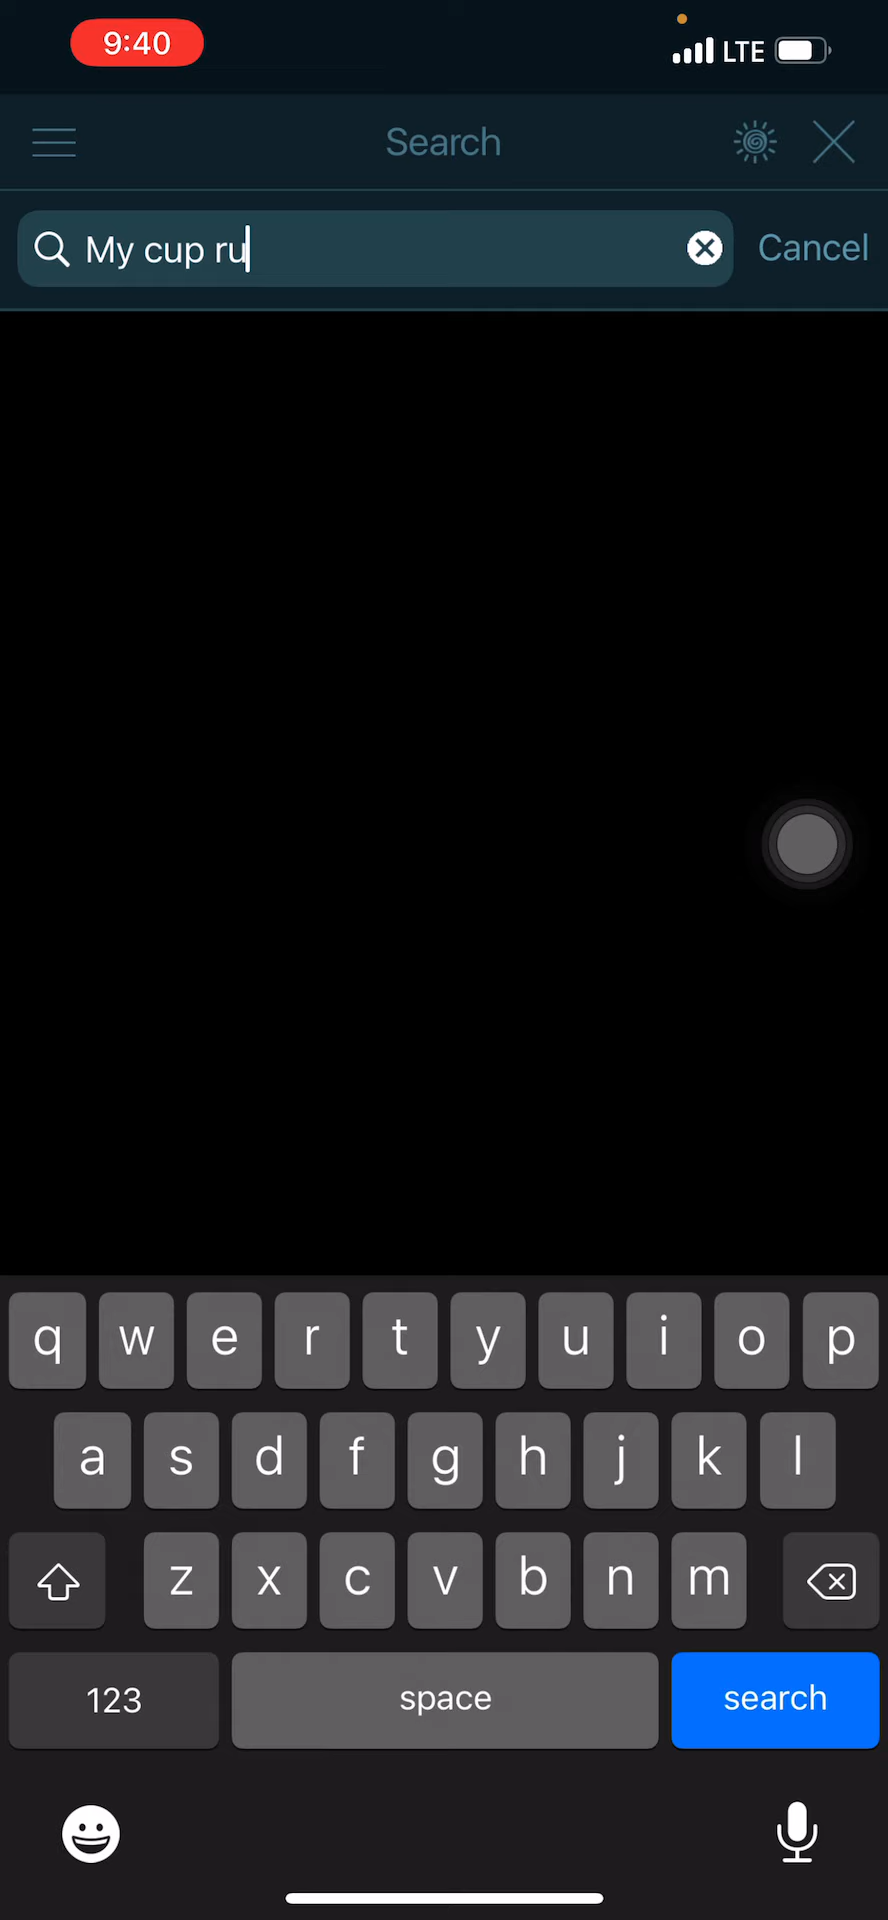 9:40 LTE
Search
My cup ru Cancel
q w e r t y u i o p
a s d f g h j k l
z x c v b n m
123 space search